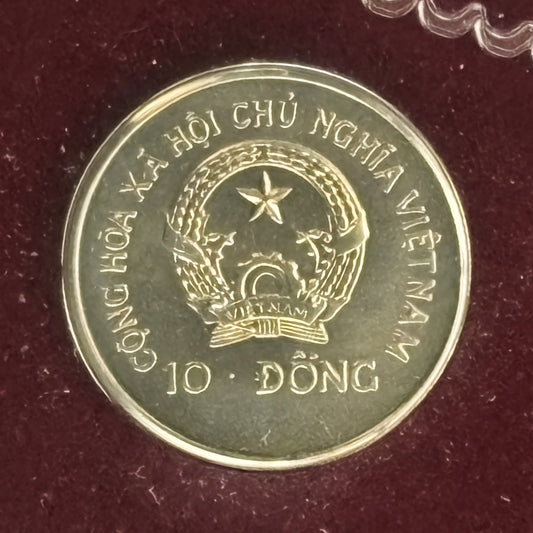 CỘNG HÒA XÃ HỘI CHỦ NGHĨA VIỆT NAM
VIỆT NAM
10 · ĐỒNG